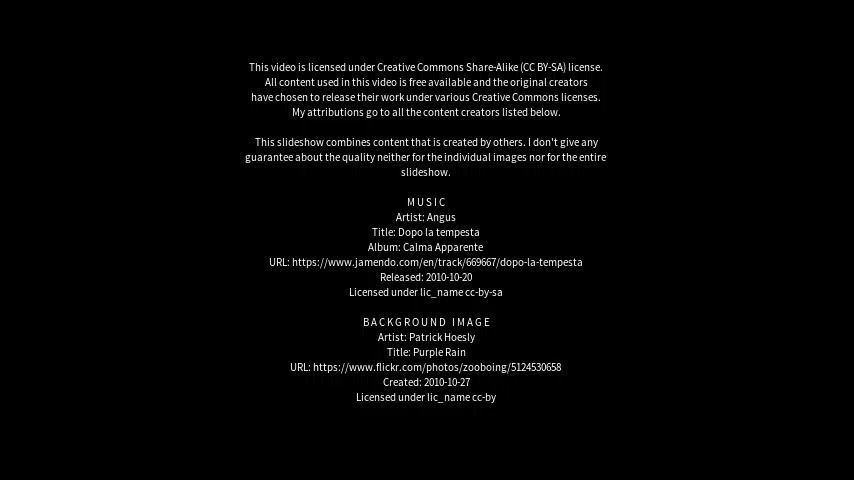 This video is licensed under Creative Commons Share-Alike (CC BY-SA) license.
All content used in this video is free available and the original creators
have chosen to release their work under various Creative Commons licenses.
My attributions go to all the content creators listed below.
This slideshow combines content that is created by others. I don't give any
guarantee about the quality neither for the individual images nor for the entire
slideshow.
MUSIC
Artist: Angus
Title: Dopo la tempesta
Album: Calma Apparente
URL: https://www.jamendo.com/en/track/669667/dopo-la-tempesta
Released: 2010-10-20
Licensed under lic_name cc-by-sa
BACKGROUND IMAGE
Artist: Patrick Hoesly
Title: Purple Rain
URL: https://www.flickr.com/photos/zooboing/5124530658
Created: 2010-10-27
Licensed under lic_name cc-by